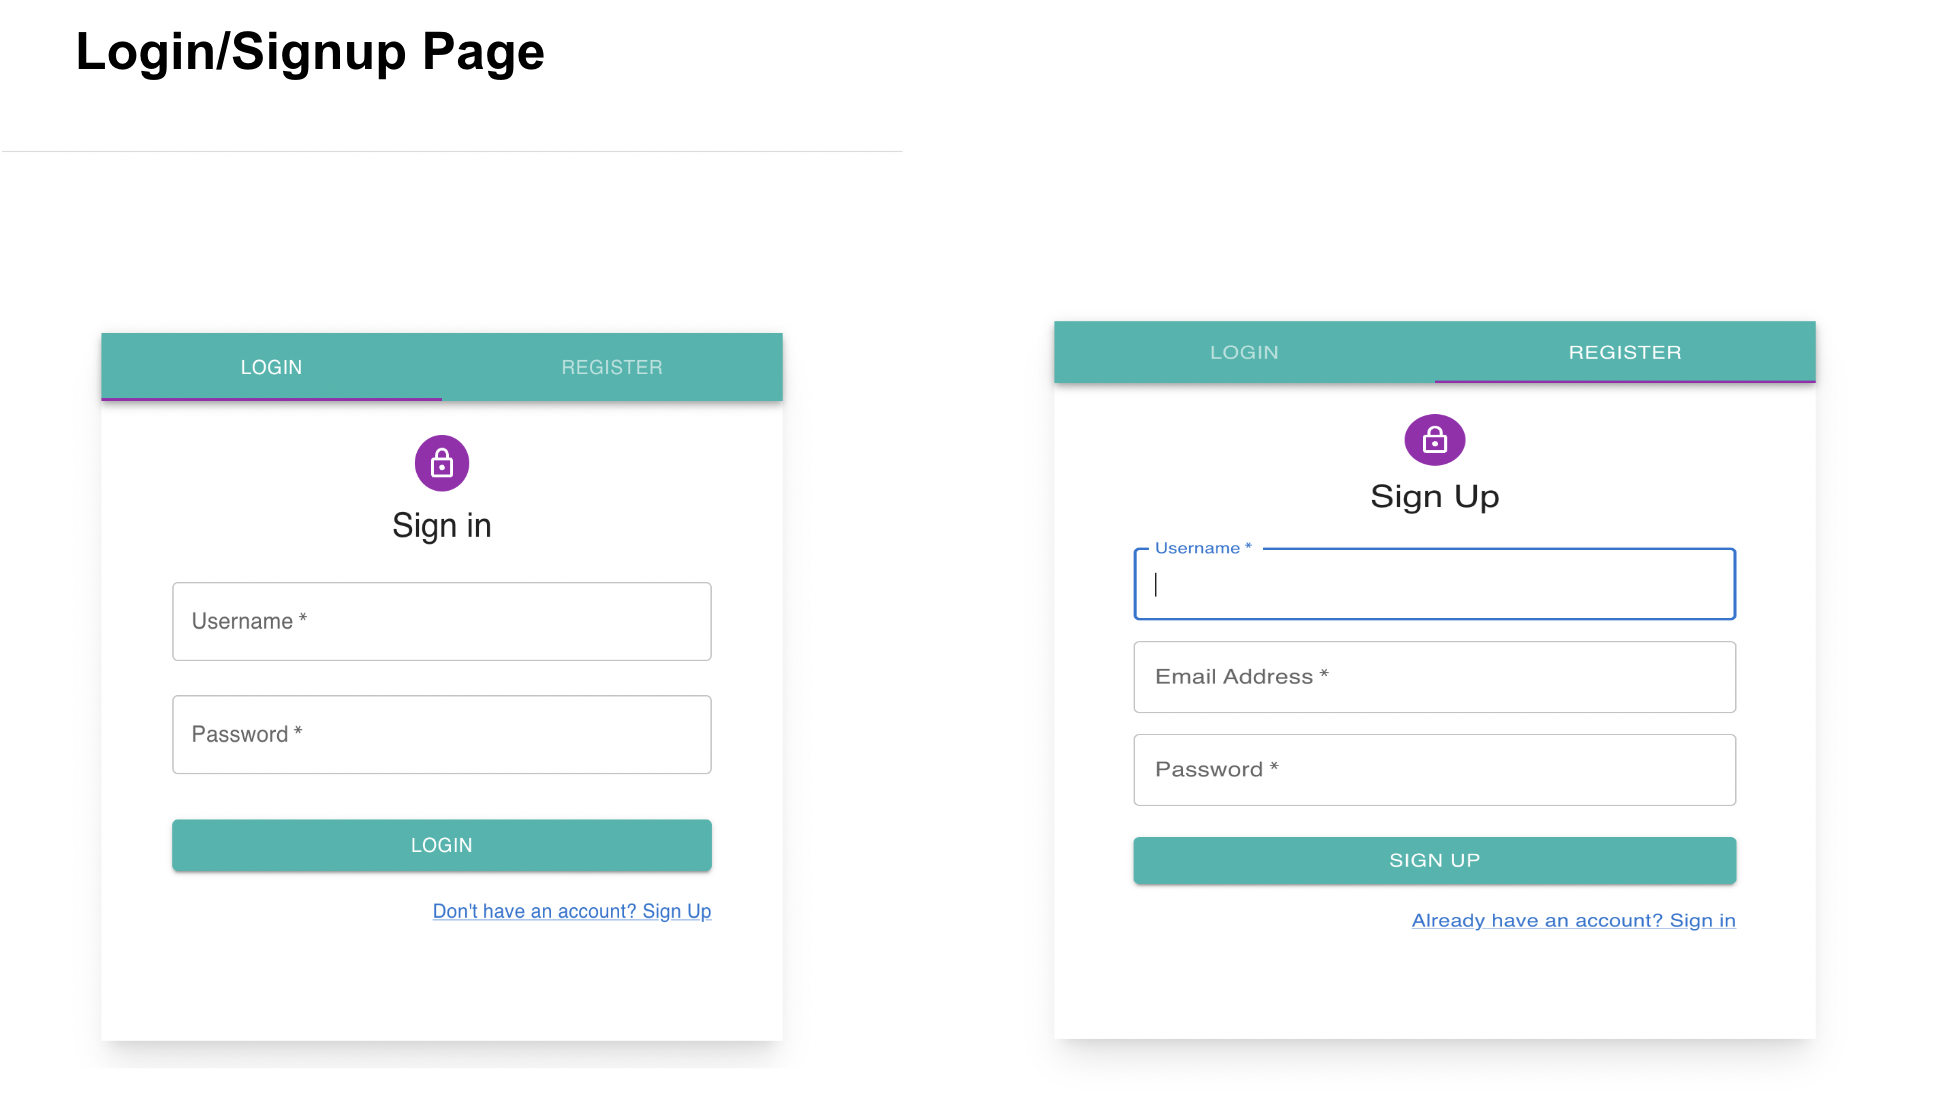 Login/Signup Page
LOGIN
REGISTER
Sign in
Username *
Password *
LOGIN
Don't have an account? Sign Up
LOGIN
REGISTER
Sign Up
Username *
Email Address *
Password *
SIGN UP
Already have an account? Sign in